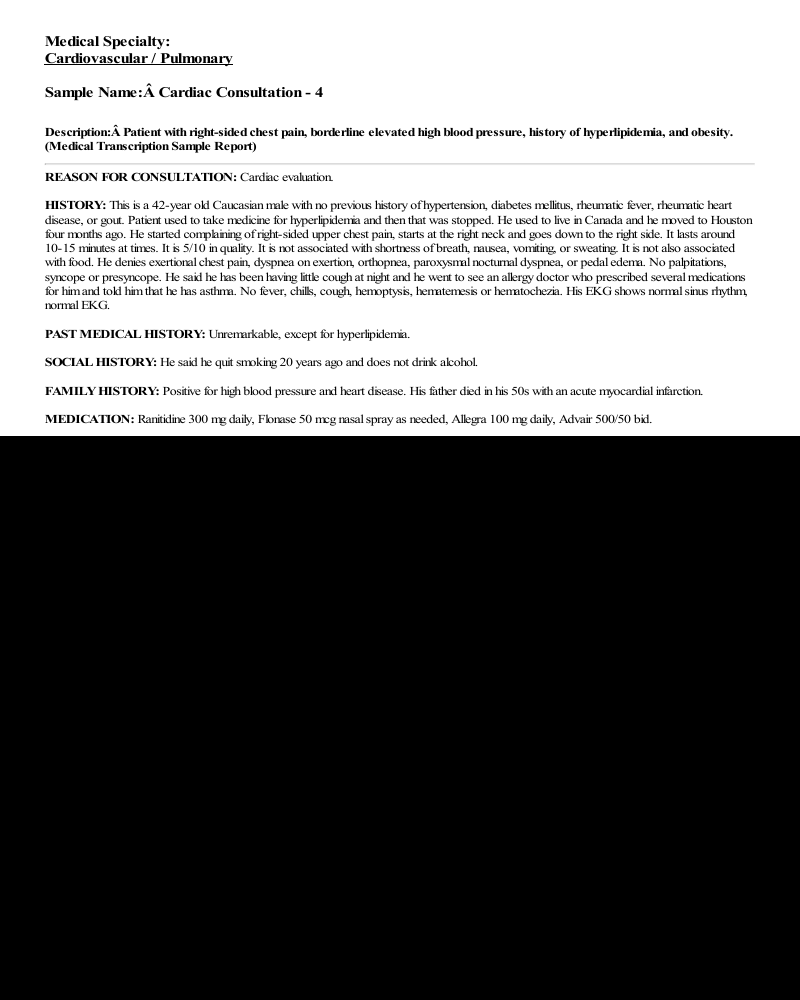 Medical Specialty:
Cardiovascular / Pulmonary
Sample Name:Â Cardiac Consultation - 4
Description:Â Patient with right-sided chest pain, borderline elevated high blood pressure, history of hyperlipidemia, and obesity.
(Medical Transcription Sample Report)
REASON FOR CONSULTATION: Cardiac evaluation.
HISTORY: This is a 42-year old Caucasian male with no previous history of hypertension, diabetes mellitus, rheumatic fever, rheumatic heart
disease, or gout. Patient used to take medicine for hyperlipidemia and then that was stopped. He used to live in Canada and he moved to Houston
four months ago. He started complaining of right-sided upper chest pain, starts at the right neck and goes down to the right side. It lasts around
10-15 minutes at times. It is 5/10 in quality. It is not associated with shortness of breath, nausea, vomiting, or sweating. It is not also associated
with food. He denies exertional chest pain, dyspnea on exertion, orthopnea, paroxysmal nocturnal dyspnea, or pedal edema. No palpitations,
syncope or presyncope. He said he has been having little cough at night and he went to see an allergy doctor who prescribed several medications
for him and told him that he has asthma. No fever, chills, cough, hemoptysis, hematemesis or hematochezia. His EKG shows normal sinus rhythm,
normal EKG.
PAST MEDICAL HISTORY: Unremarkable, except for hyperlipidemia.
SOCIAL HISTORY: He said he quit smoking 20 years ago and does not drink alcohol.
FAMILY HISTORY: Positive for high blood pressure and heart disease. His father died in his 50s with an acute myocardial infarction.
MEDICATION: Ranitidine 300 mg daily, Flonase 50 mcg nasal spray as needed, Allegra 100 mg daily, Advair 500/50 bid.